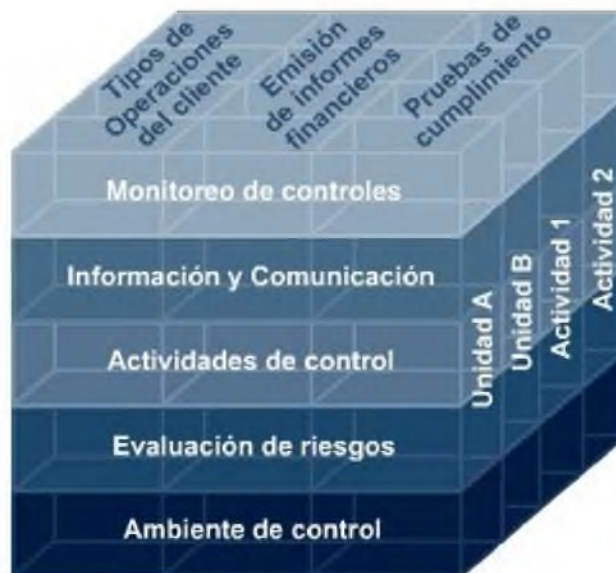 Tipos de
Operaciones
del cliente
Emisión
de informes
financieros
Pruebas de
cumplimiento
Monitoreo de controles
Información y Comunicación
Actividades de control
Evaluación de riesgos
Ambiente de control
Unidad A
Unidad B
Actividad 1
Actividad 2